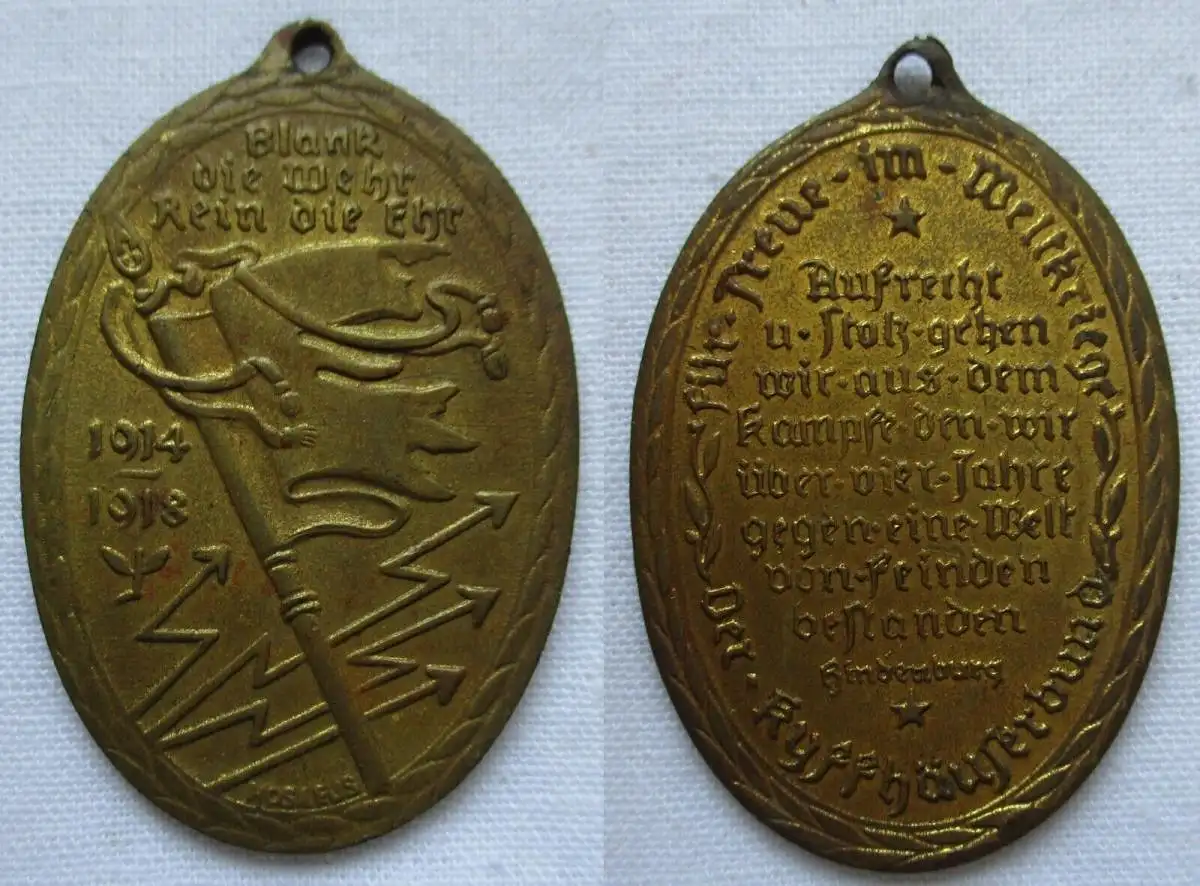 Blank
die Wehr
Rein die Ehr
1914
1918
für · Treue · im · Weltkriege
Aufrecht
u · stolz · gehen
wir · aus · dem
Kampfe · den · wir
über · vier · Jahre
gegen · eine · Welt
von · Feinden
bestanden
Hindenburg
Der · Kyffhäuserbund